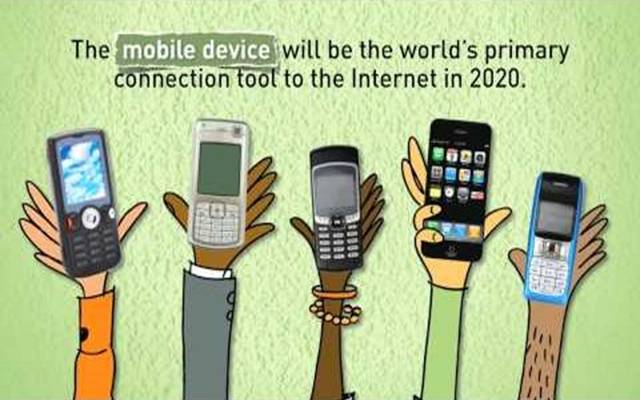 The mobile device will be the world's primary
connection tool to the Internet in 2020.